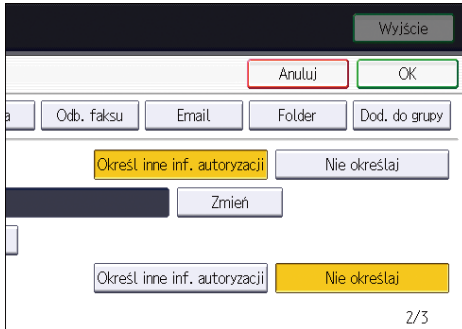 Wyjście
Anuluj OK
a Odb. faksu Email Folder Dod. do grupy
Określ inne inf. autoryzacji Nie określaj
Zmień
Określ inne inf. autoryzacji Nie określaj
2/3